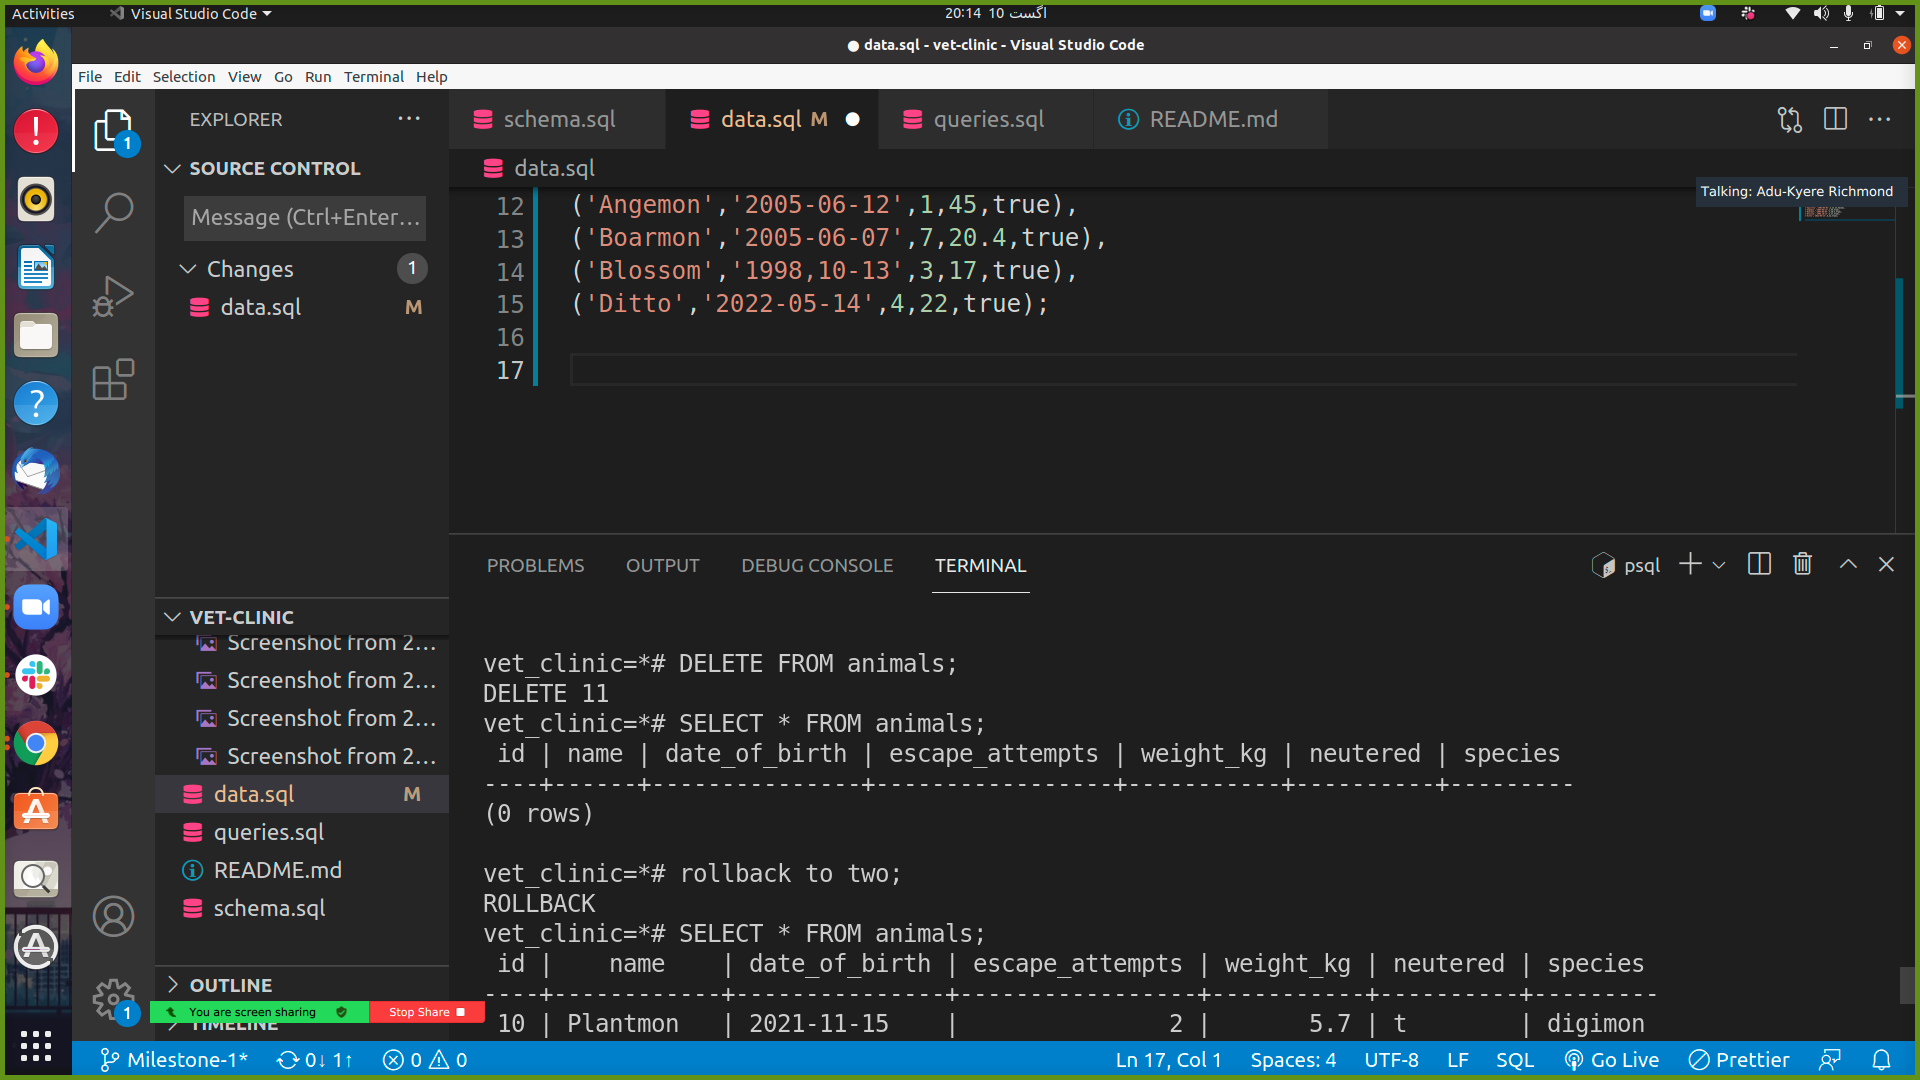 Activities
Visual Studio Code
20:14 10 اگست
data.sql - vet-clinic - Visual Studio Code
File Edit Selection View Go Run Terminal Help
EXPLORER
schema.sql
data.sql M
queries.sql
README.md
SOURCE CONTROL
data.sql
Message (Ctrl+Enter...
Talking: Adu-Kyere Richmond
12 ('Angemon','2005-06-12',1,45,true),
13 ('Boarmon','2005-06-07',7,20.4,true),
14 ('Blossom','1998,10-13',3,17,true),
15 ('Ditto','2022-05-14',4,22,true);
16
17
Changes 1
data.sql M
PROBLEMS OUTPUT DEBUG CONSOLE TERMINAL
psql
VET-CLINIC
Screenshot from 2...
Screenshot from 2...
Screenshot from 2...
Screenshot from 2...
data.sql M
queries.sql
README.md
schema.sql
OUTLINE
TIMELINE
vet_clinic=*# DELETE FROM animals;
DELETE 11
vet_clinic=*# SELECT * FROM animals;
 id | name | date_of_birth | escape_attempts | weight_kg | neutered | species
----+------+---------------+-----------------+-----------+----------+---------
(0 rows)
vet_clinic=*# rollback to two;
ROLLBACK
vet_clinic=*# SELECT * FROM animals;
 id |    name    | date_of_birth | escape_attempts | weight_kg | neutered | species
----+------------+---------------+-----------------+-----------+----------+---------
 10 | Plantmon   | 2021-11-15    |               2 |       5.7 | t        | digimon
1
1
You are screen sharing
Stop Share
Milestone-1* 0↓ 1↑ 0 0
Ln 17, Col 1 Spaces: 4 UTF-8 LF SQL Go Live Prettier